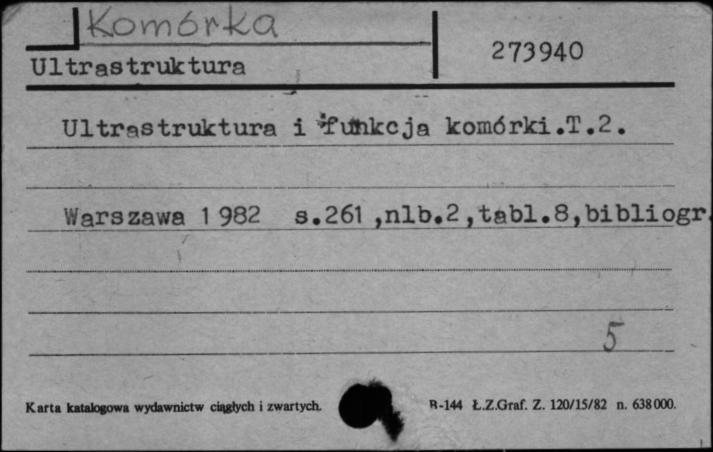 Komórka
273940
Ultrastruktura
Ultrastruktura i funkcja komórki.T.2.
Warszawa 1982 s.261,nlb.2,tabl.8,bibliogr.
5
Karta katalogowa wydawnictw ciągłych i zwartych.
B-144 Ł.Z.Graf. Z. 120/15/82 n. 638000.